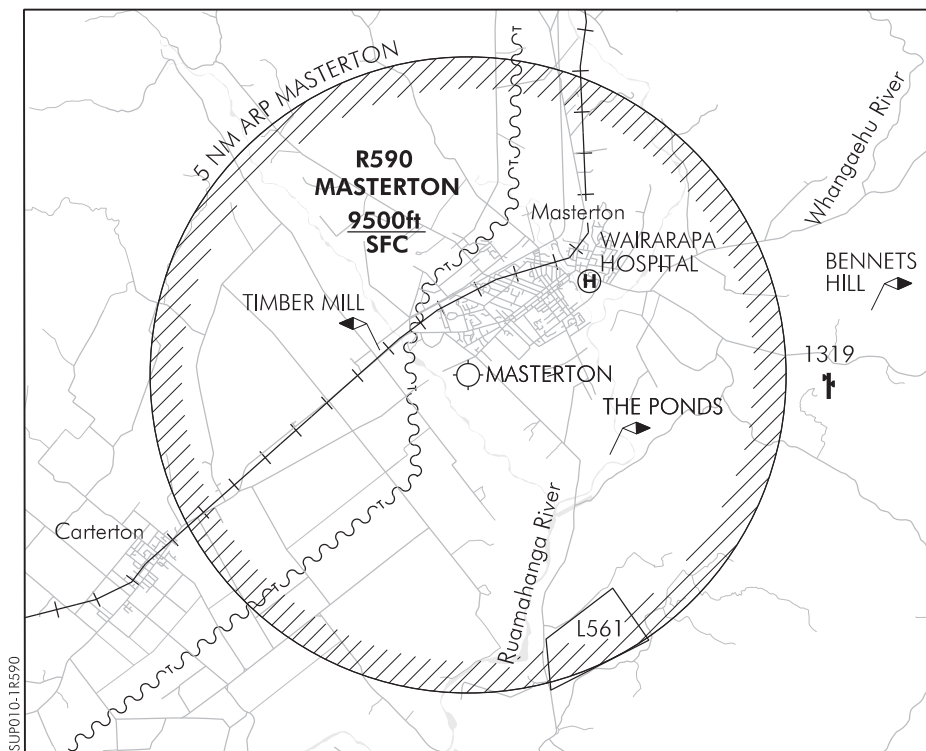 5 NM ARP MASTERTON
R590
MASTERTON
9500ft
SFC
Masterton
WAIRARAPA
HOSPITAL
H
Whangaehu River
BENNETS
HILL
TIMBER MILL
1319
MASTERTON
THE PONDS
Carterton
Ruamahanga River
L561
SUP010-1R590
T
T
T
T
T
T
T